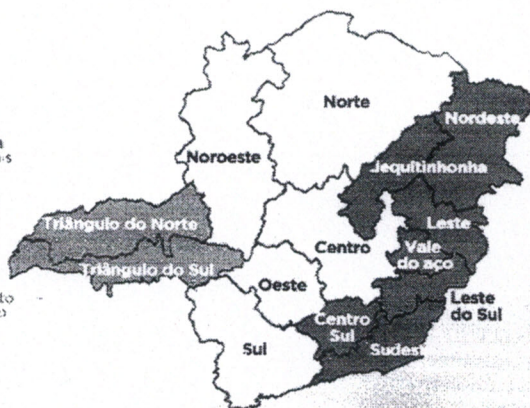 Norte
Nordeste
Noroeste
Jequitinhonha
Triângulo do Norte
Leste
Centro
Vale
do aço
Triângulo do Sul
Oeste
Leste
do Sul
Centro
Sul
Sul
Sudest